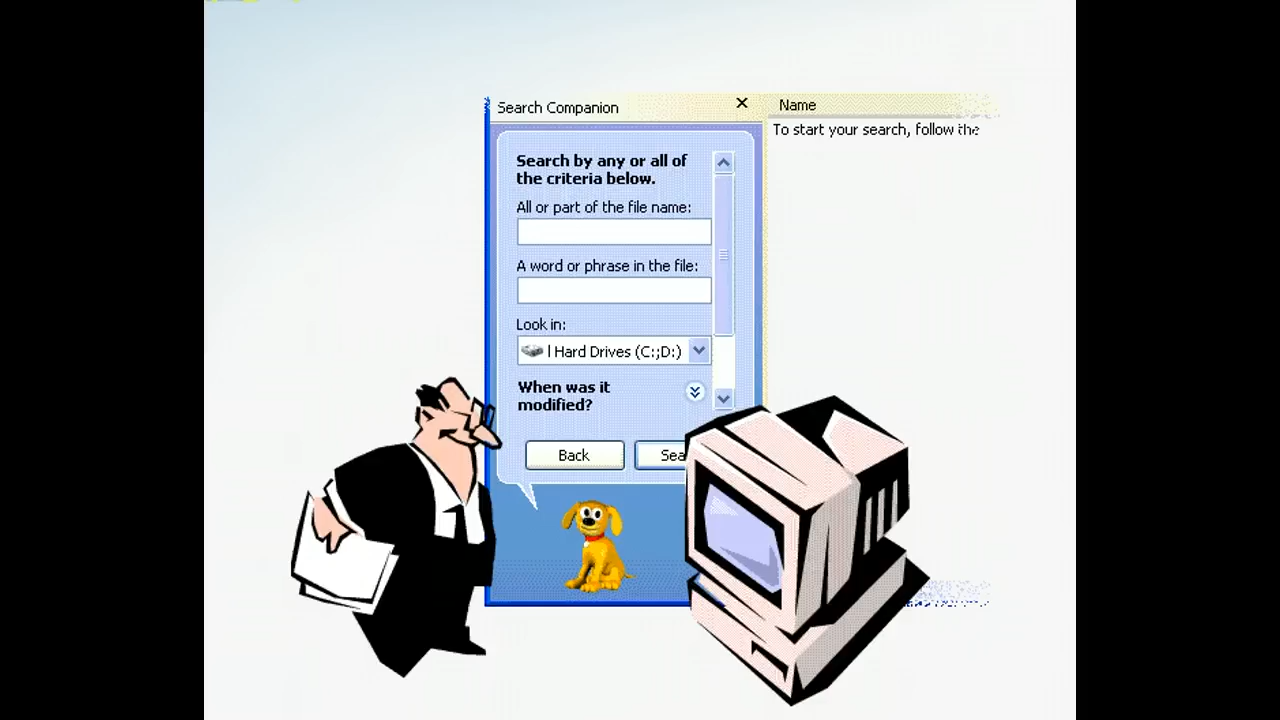 Search Companion
Name
To start your search, follow the
Search by any or all of
the criteria below.
All or part of the file name:
A word or phrase in the file:
Look in:
l Hard Drives (C:;D:)
When was it
modified?
Back
Sea